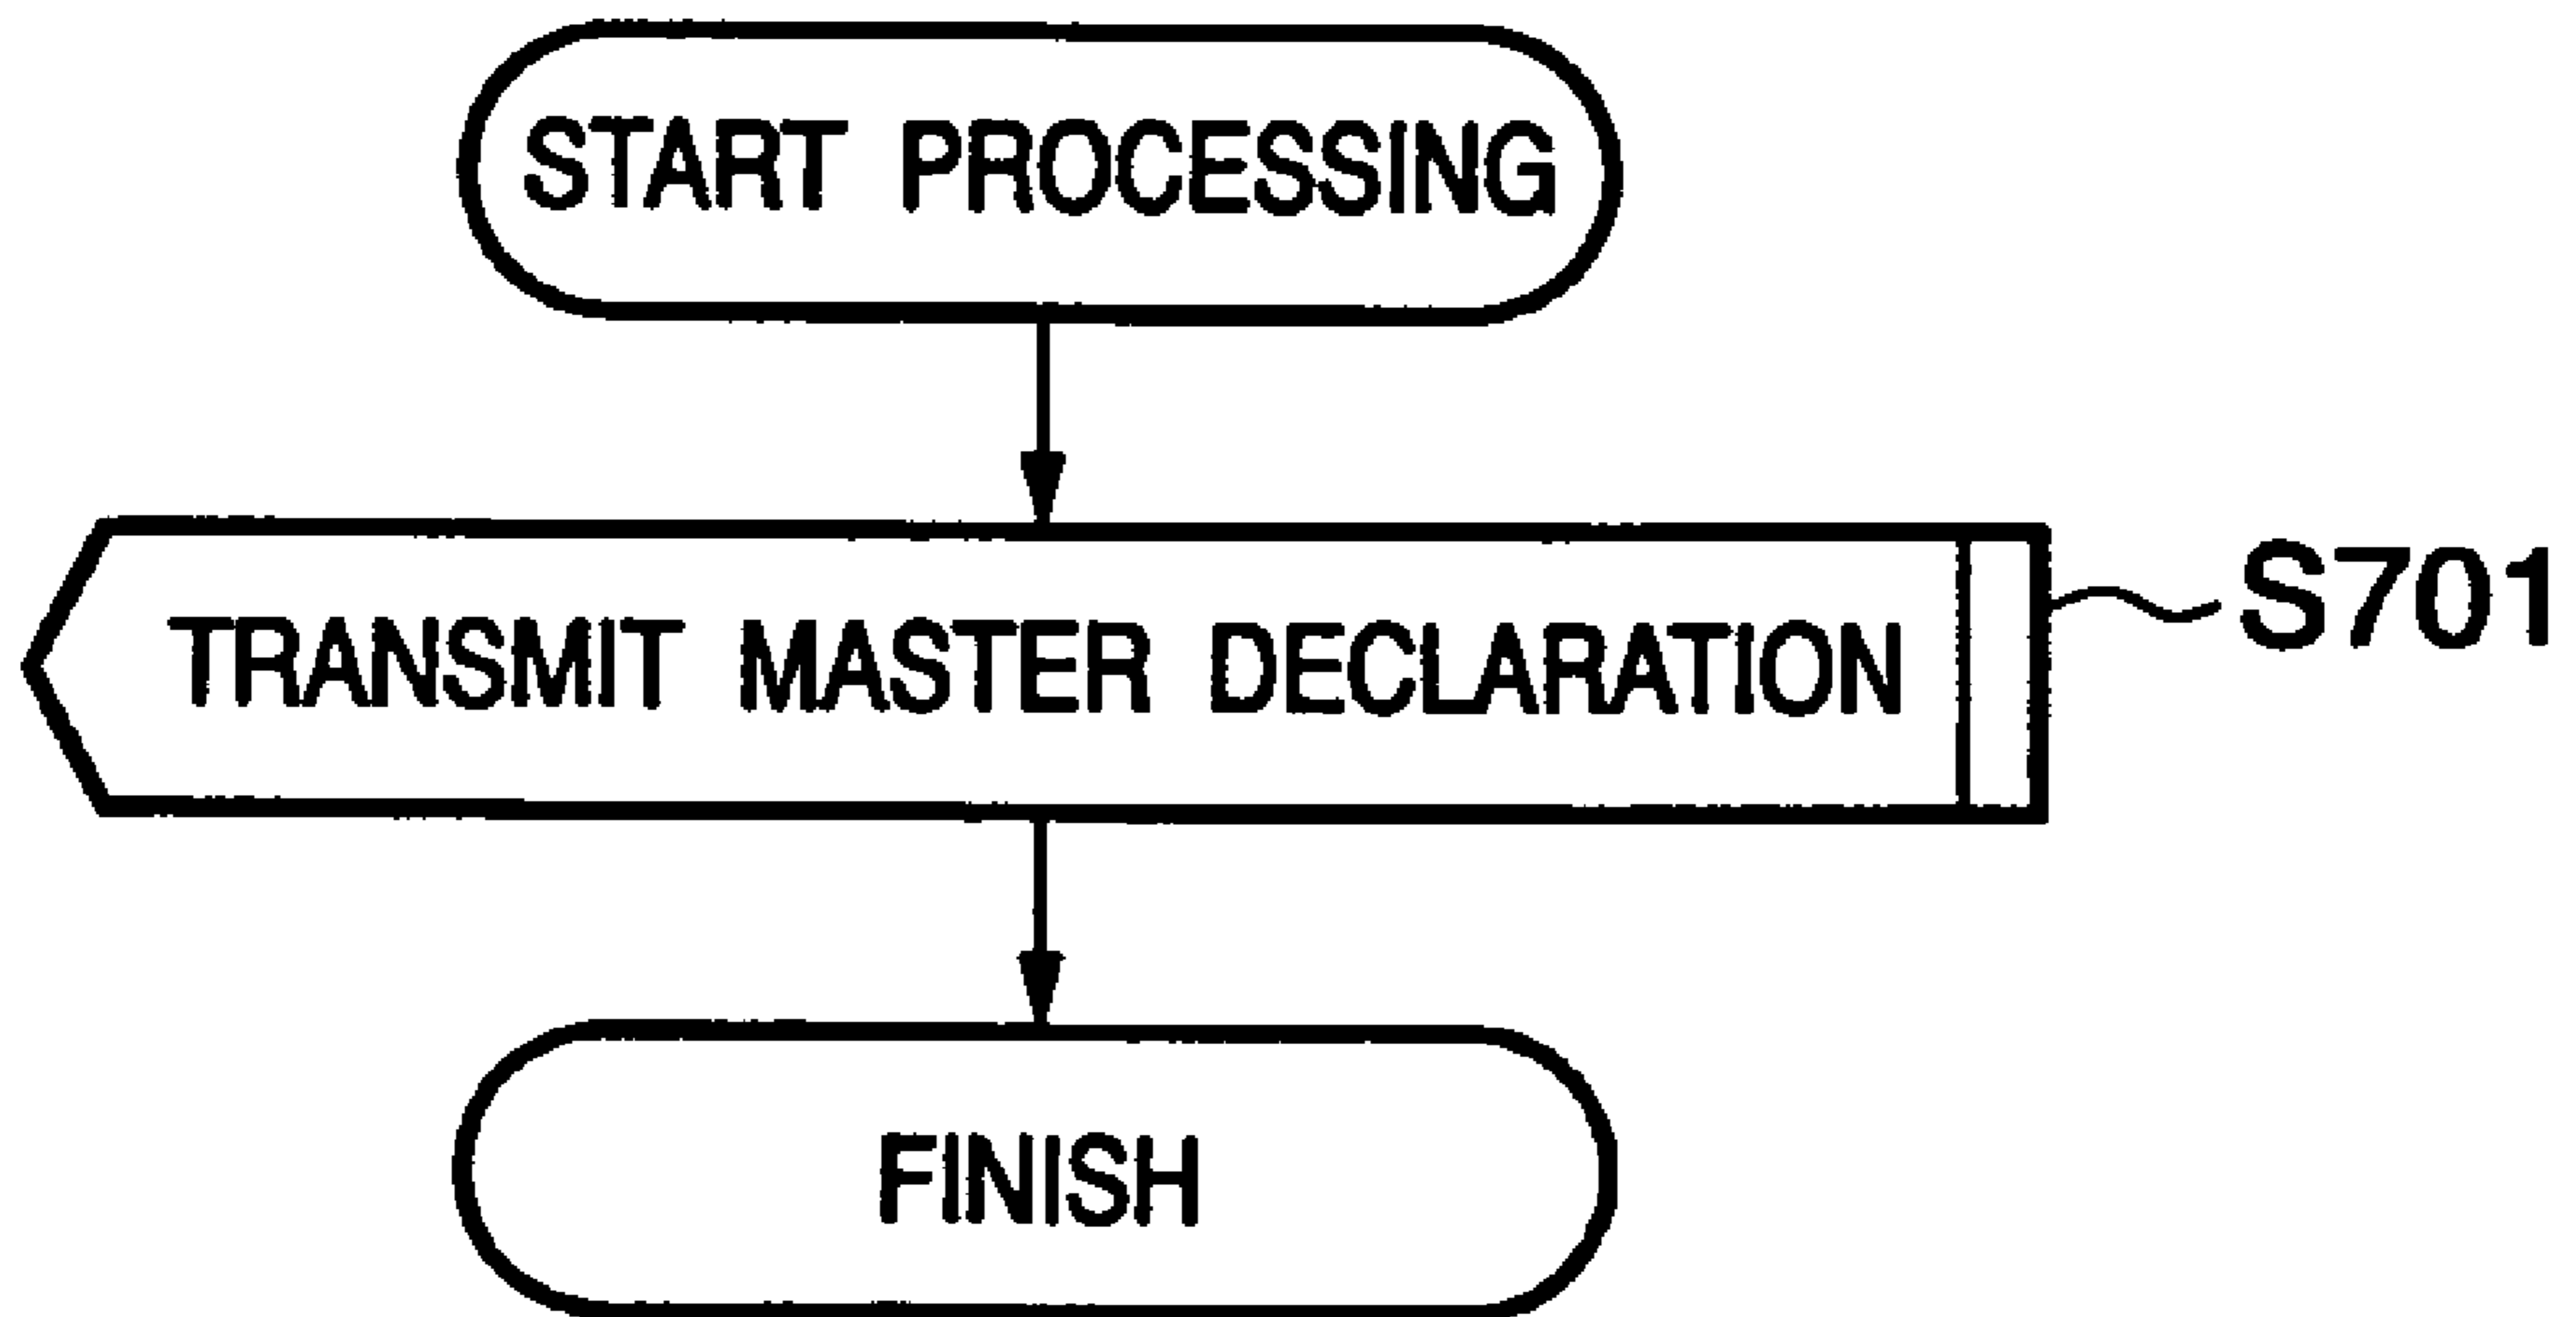 START PROCESSING
TRANSMIT MASTER DECLARATION
S701
FINISH